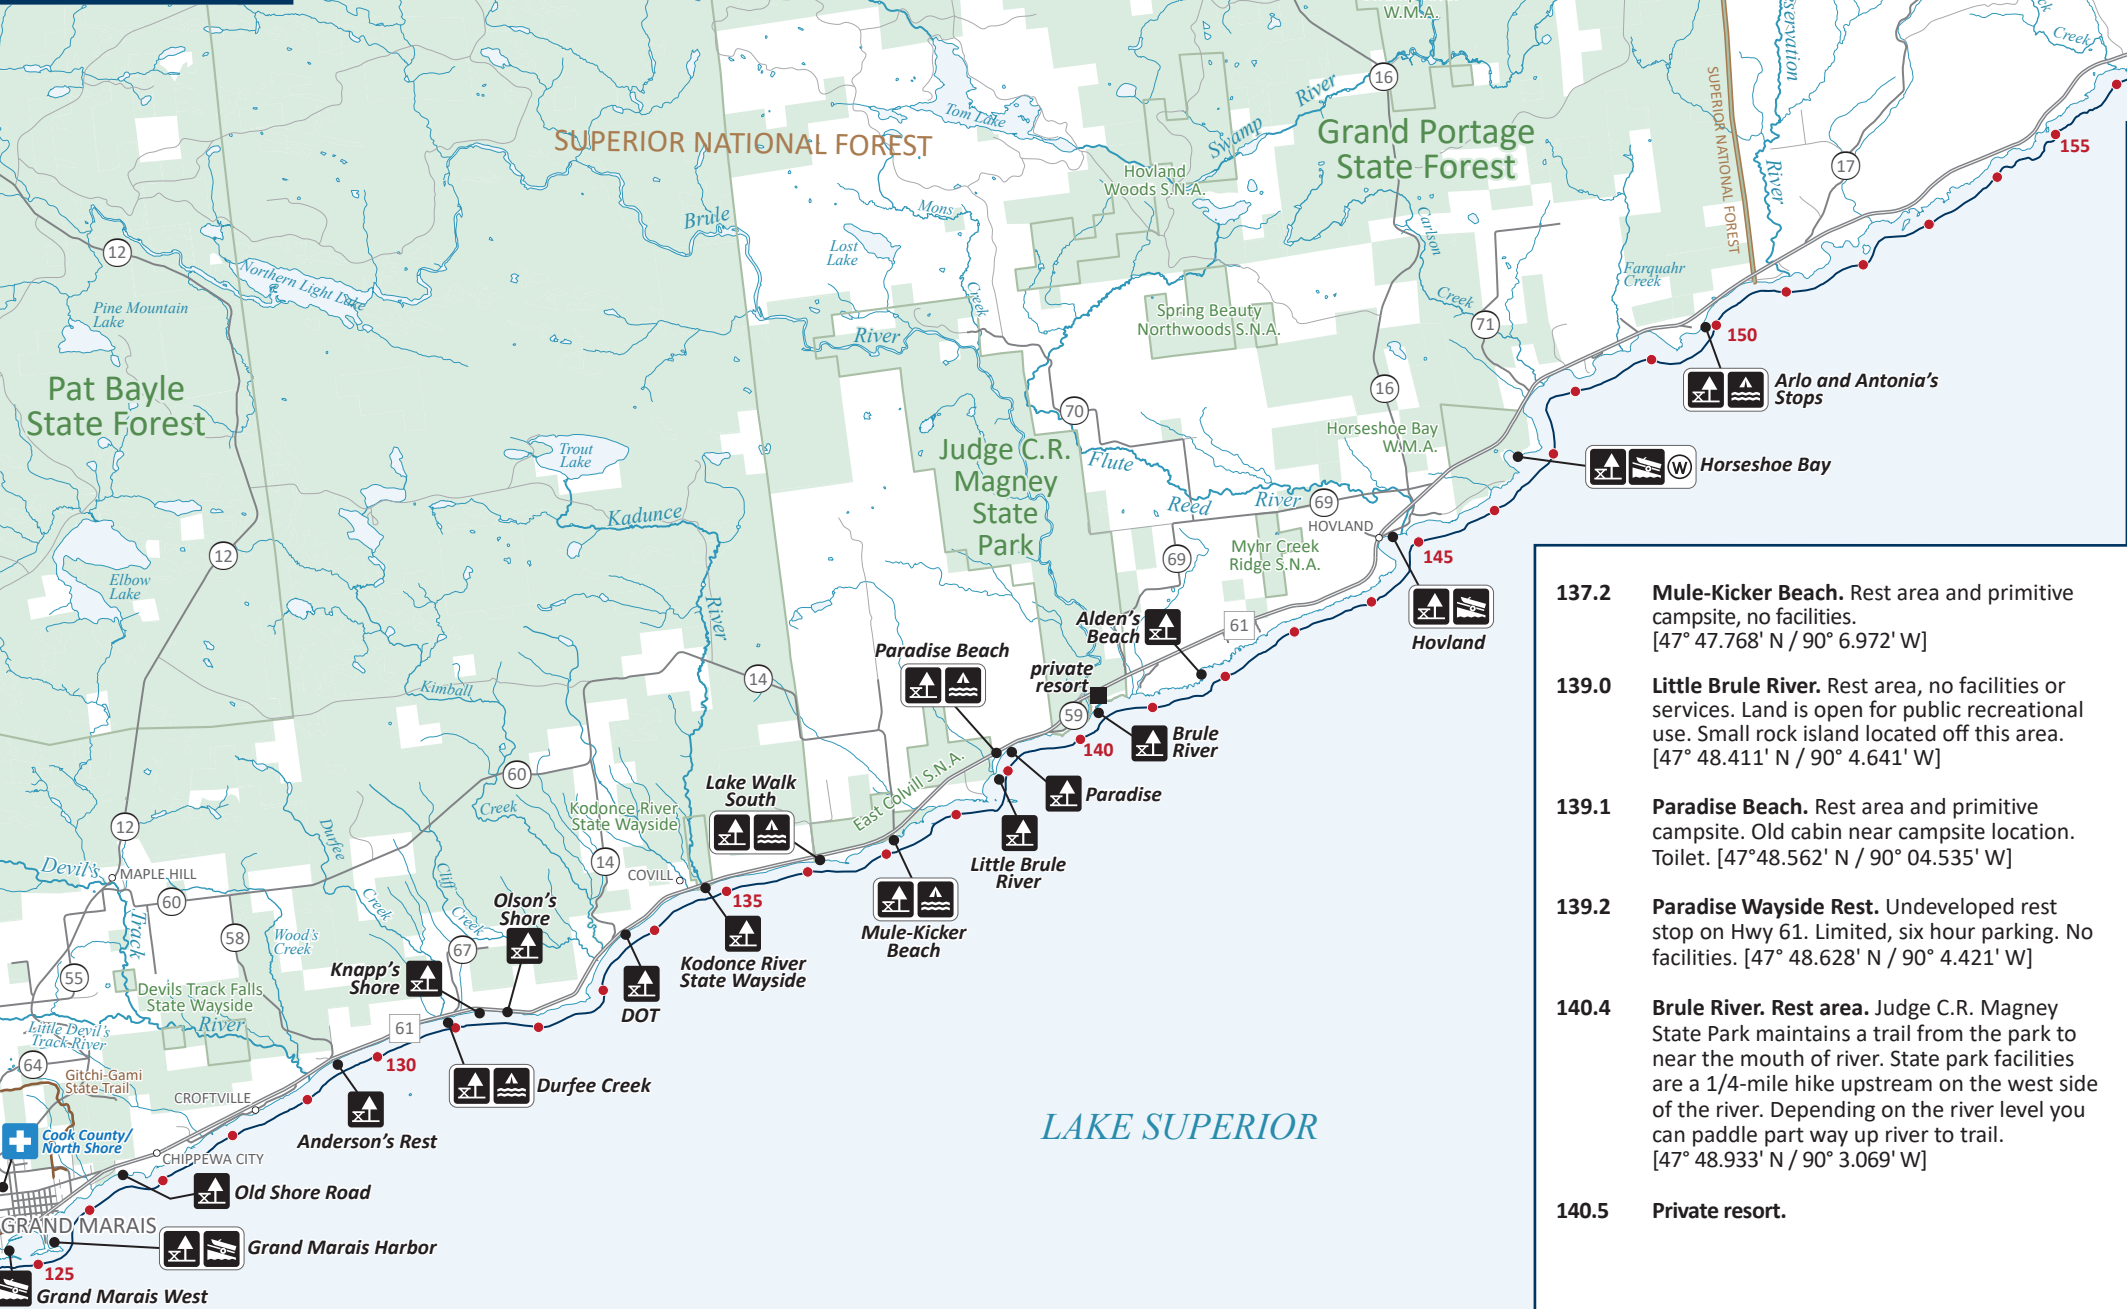 W.M.A.
servation
Creek
16
River
SUPERIOR NATIONAL FOREST
Tom Lake
Swamp
Grand Portage
State Forest
155
SUPERIOR NATIONAL FOREST
River
17
Hovland
Woods S.N.A.
Brule
Mons
Carlson
12
Lost
Lake
Northern Light Lake
Farquahr
Creek
Creek
Creek
Pine Mountain
Lake
Spring Beauty
Northwoods S.N.A.
71
River
150
Pat Bayle
State Forest
16
Arlo and Antonia's
Stops
70
Horseshoe Bay
W.M.A.
Judge C.R.
Magney
State
Park
Trout
Lake
Flute
Reed
River
69
Horseshoe Bay
W
Kadunce
HOVLAND
12
145
69
Myhr Creek
Ridge S.N.A.
Elbow
Lake
River
Alden's
Beach
61
Hovland
Paradise Beach
private
resort
14
Kimball
59
140
Brule
River
60
Lake Walk
South
East Colvill S.N.A.
Paradise
Creek
Kodonce River
State Wayside
12
Durfee
Little Brule
River
14
Devil's
MAPLE HILL
COVILL
Cliff
60
Creek
Creek
Olson's
Shore
135
Track
58
Wood's
Creek
Mule-Kicker
Beach
67
Knapp's
Shore
Kodonce River
State Wayside
55
Devils Track Falls
State Wayside
DOT
River
61
Little Devil's
Track River
64
130
Gitchi-Gami
State Trail
Durfee Creek
CROFTVILLE
LAKE SUPERIOR
Cook County/
North Shore
Anderson's Rest
CHIPPEWA CITY
Old Shore Road
GRAND MARAIS
Grand Marais Harbor
125
Grand Marais West
137.2 Mule-Kicker Beach. Rest area and primitive
campsite, no facilities.
[47° 47.768' N / 90° 6.972' W]
139.0 Little Brule River. Rest area, no facilities or
services. Land is open for public recreational
use. Small rock island located off this area.
[47° 48.411' N / 90° 4.641' W]
139.1 Paradise Beach. Rest area and primitive
campsite. Old cabin near campsite location.
Toilet. [47°48.562' N / 90° 04.535' W]
139.2 Paradise Wayside Rest. Undeveloped rest
stop on Hwy 61. Limited, six hour parking. No
facilities. [47° 48.628' N / 90° 4.421' W]
140.4 Brule River. Rest area. Judge C.R. Magney
State Park maintains a trail from the park to
near the mouth of river. State park facilities
are a 1/4-mile hike upstream on the west side
of the river. Depending on the river level you
can paddle part way up river to trail.
[47° 48.933' N / 90° 3.069' W]
140.5 Private resort.